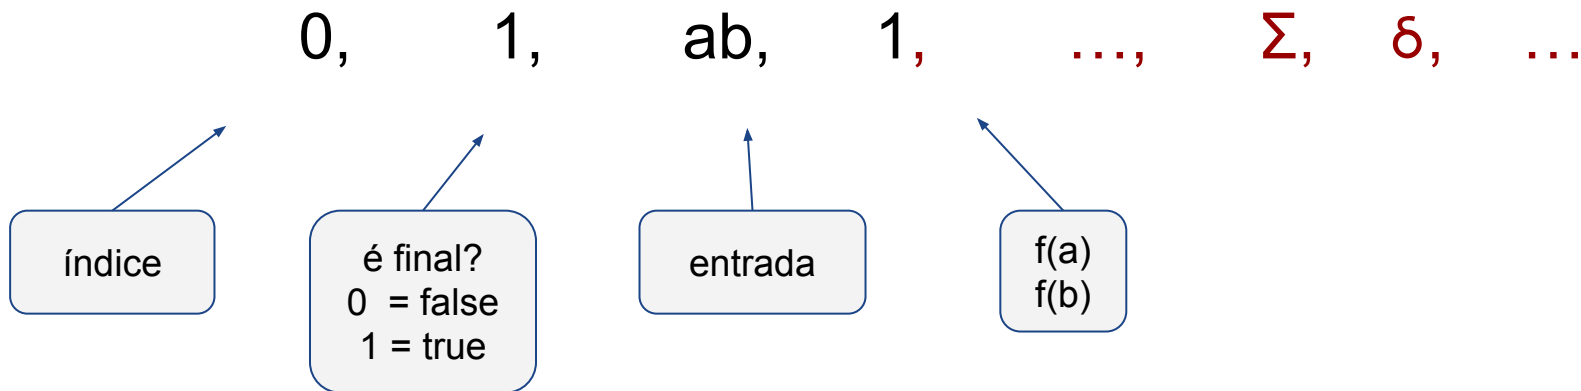 0, 1, ab, 1, ..., Σ, δ, ...
índice
é final?
0 = false
1 = true
entrada
f(a)
f(b)